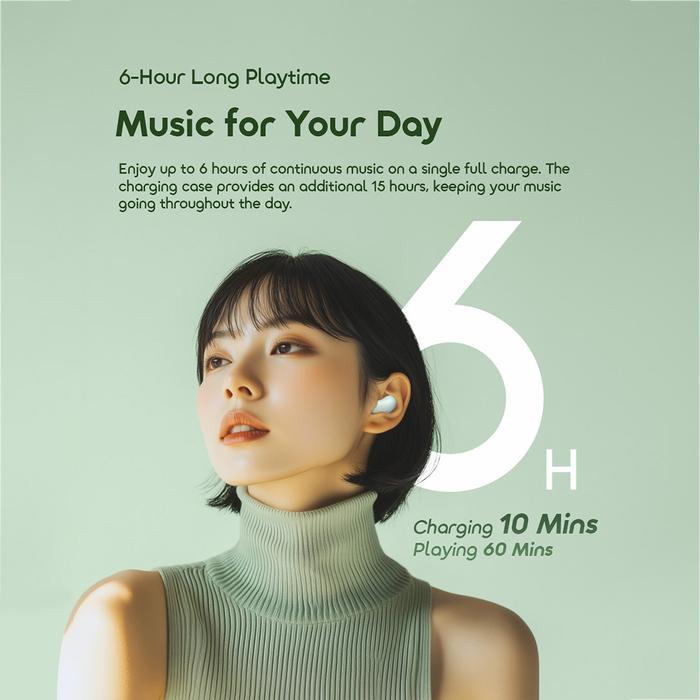 6-Hour Long Playtime
Music for Your Day
Enjoy up to 6 hours of continuous music on a single full charge. The
charging case provides an additional 15 hours, keeping your music
going throughout the day.
6H
Charging 10 Mins
Playing 60 Mins